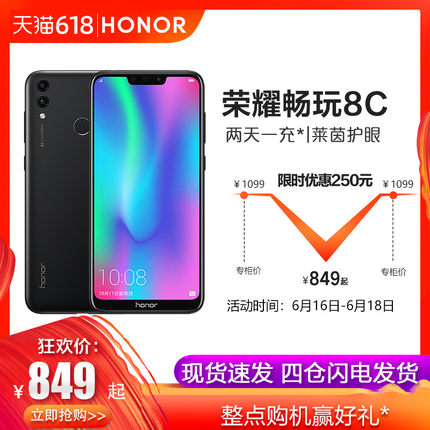 天猫618 HONOR
荣耀畅玩8C
两天一充*|莱茵护眼
限时优惠250元
¥1099 ¥1099
专柜价 专柜价
¥849起
活动时间：6月16日-6月18日
honor
10:08
honor
狂欢价：
¥849起
立即抢购>>
现货速发 四仓闪电发货
整点购机赢好礼*